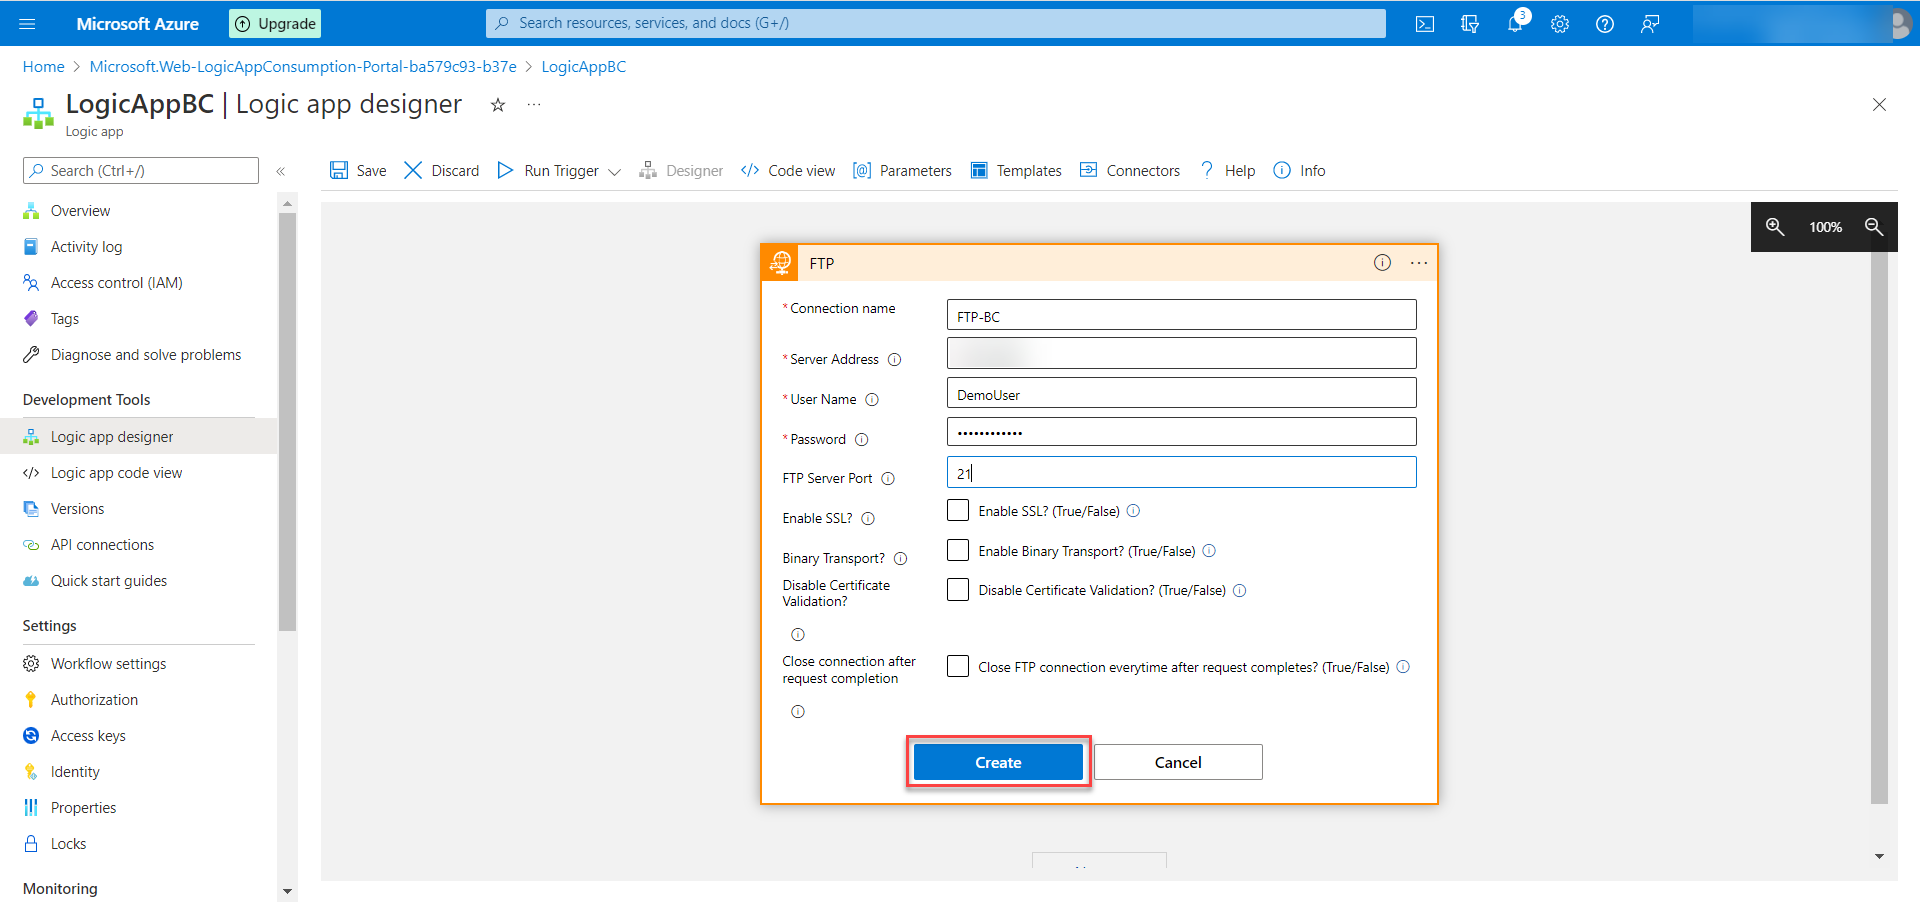 Microsoft Azure
Upgrade
Search resources, services, and docs (G+/)
3
Home > Microsoft.Web-LogicAppConsumption-Portal-ba579c93-b37e > LogicAppBC
LogicAppBC | Logic app designer
Logic app
Search (Ctrl+/)
Overview
Activity log
Access control (IAM)
Tags
Diagnose and solve problems
Development Tools
Logic app designer
Logic app code view
Versions
API connections
Quick start guides
Settings
Workflow settings
Authorization
Access keys
Identity
Properties
Locks
Monitoring
Save Discard Run Trigger Designer Code view Parameters Templates Connectors Help Info
100%
FTP
* Connection name FTP-BC
* Server Address
* User Name DemoUser
* Password ••••••••••••
FTP Server Port 21
Enable SSL? Enable SSL? (True/False)
Binary Transport? Enable Binary Transport? (True/False)
Disable Certificate
Validation?
Disable Certificate Validation? (True/False)
Close connection after
request completion
Close FTP connection everytime after request completes? (True/False)
Create Cancel